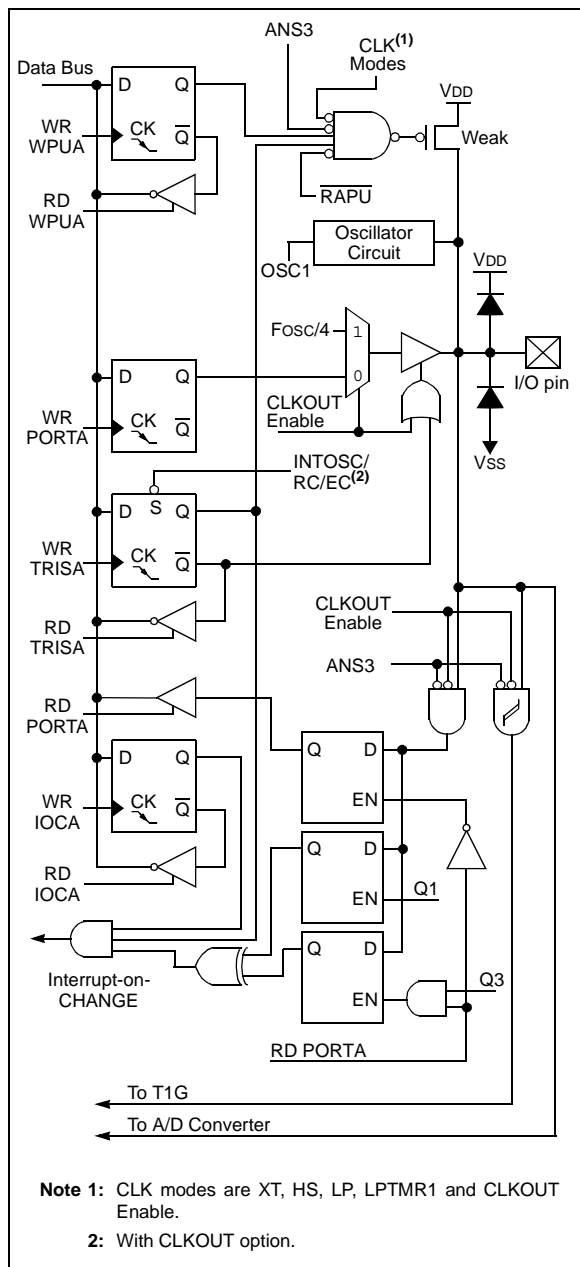 ANS3
CLK(1)
Modes
Data Bus
D Q
VDD
WR
WPUA
CK
Q
Weak
RD
WPUA
RAPU
Oscillator
Circuit
OSC1
VDD
FOSC/4
1
D Q
0
I/O pin
WR
PORTA
CK
Q
CLKOUT
Enable
VSS
INTOSC/
RC/EC(2)
D S Q
WR
TRISA
CK
Q
CLKOUT
Enable
RD
TRISA
ANS3
RD
PORTA
Q D
D Q
WR
IOCA
CK
Q
EN
RD
IOCA
Q D
EN
Q1
Q D
Interrupt-on-
CHANGE
EN
Q3
RD PORTA
To T1G
To A/D Converter
Note 1: CLK modes are XT, HS, LP, LPTMR1 and CLKOUT
Enable.
2: With CLKOUT option.